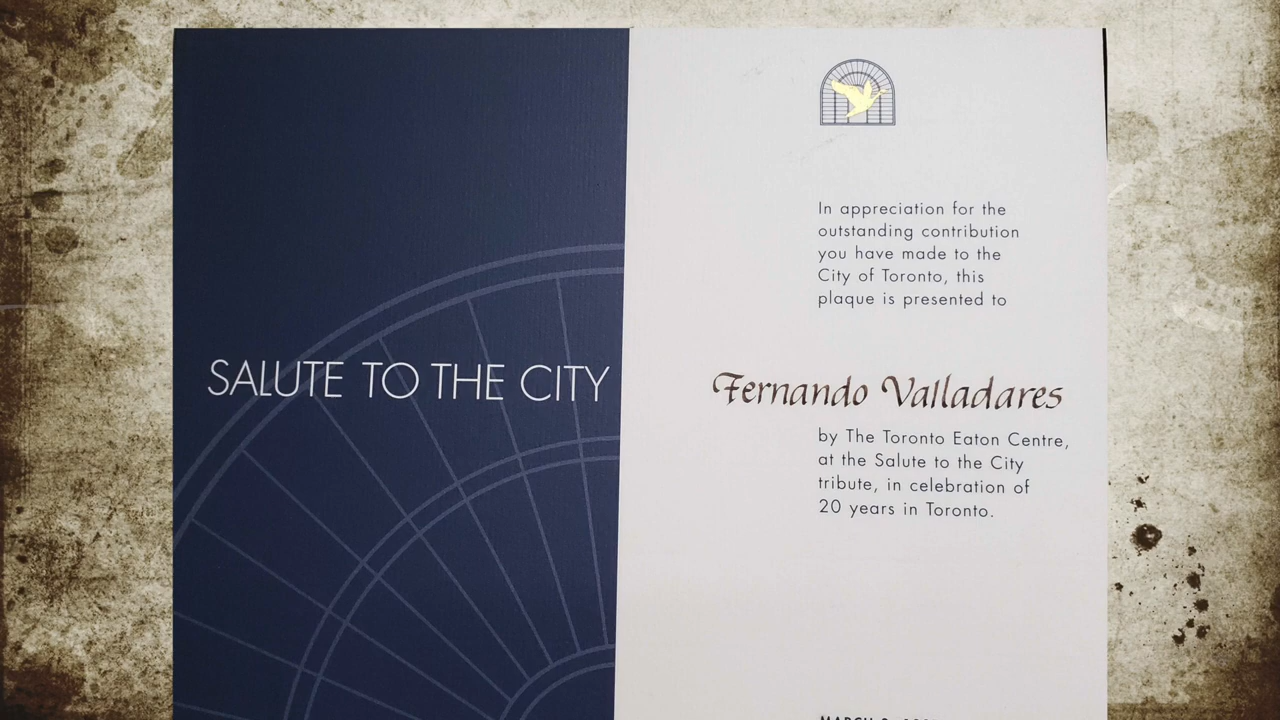 SALUTE TO THE CITY
In appreciation for the
outstanding contribution
you have made to the
City of Toronto, this
plaque is presented to
Fernando Valladares
by The Toronto Eaton Centre,
at the Salute to the City
tribute, in celebration of
20 years in Toronto.